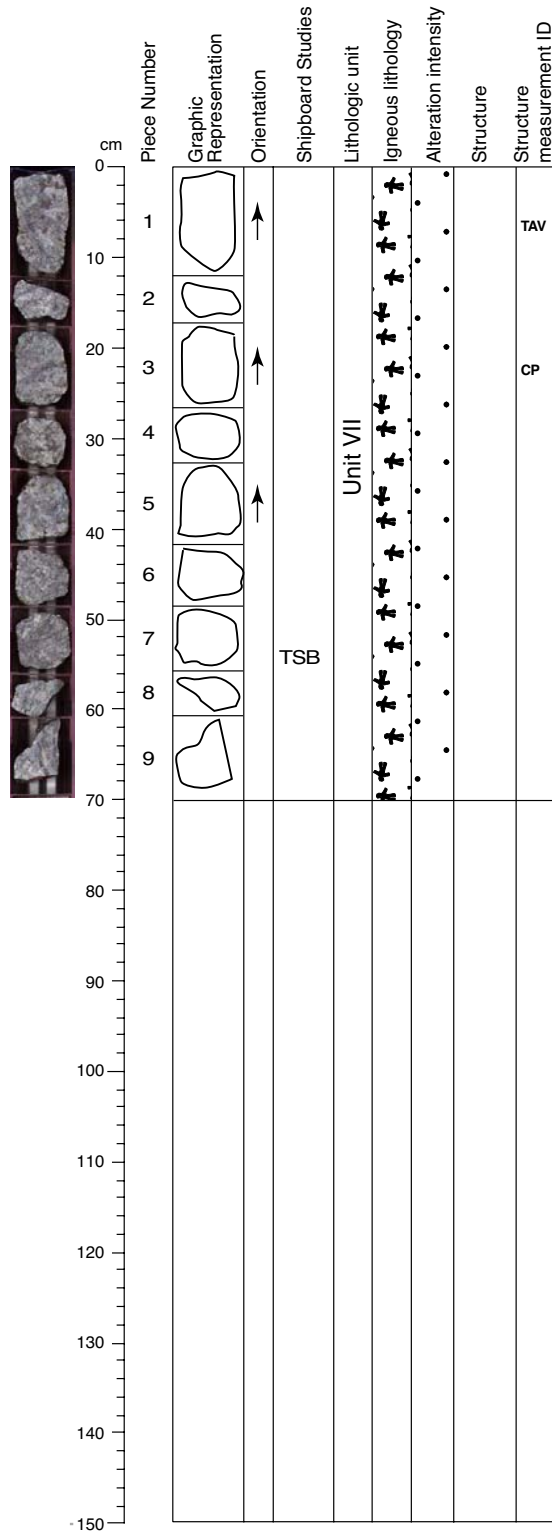 cm
Piece Number
Graphic
Representation
Orientation
Shipboard Studies
Lithologic unit
Igneous lithology
Alteration intensity
Structure
Structure
measurement ID
0
1
TAV
10
2
20
3
CP
4
30
Unit VII
5
40
6
50
7
TSB
8
60
9
70
80
90
100
110
120
130
140
150